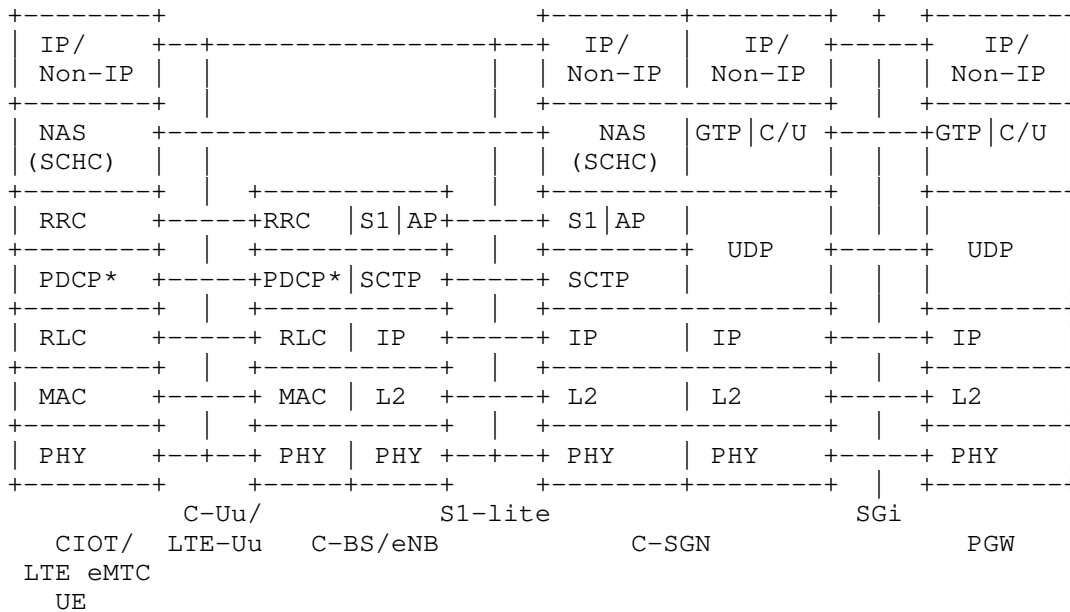 IP/ IP/ IP/ IP/
Non-IP Non-IP Non-IP Non-IP
NAS NAS GTP|C/U GTP|C/U
(SCHC) (SCHC)
RRC RRC S1|AP S1|AP
UDP UDP
PDCP* PDCP* SCTP SCTP
RLC RLC IP IP IP IP
MAC MAC L2 L2 L2 L2
PHY PHY PHY PHY PHY PHY
C-Uu/ S1-lite SGi
CIOT/ LTE-Uu C-BS/eNB C-SGN PGW
LTE eMTC
UE